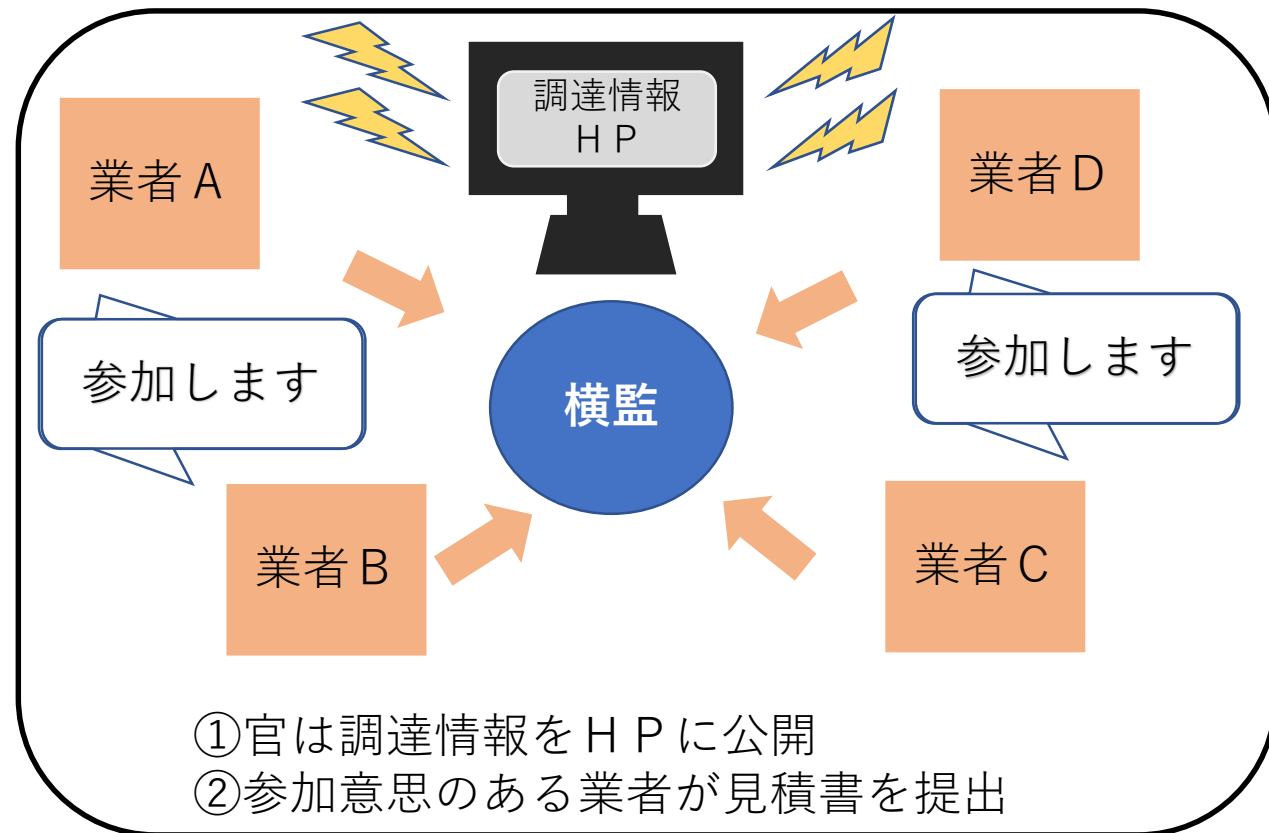 調達情報
ＨＰ
業者Ａ
業者Ｄ
参加します
参加します
横監
業者Ｂ
業者Ｃ
①官は調達情報をＨＰに公開
②参加意思のある業者が見積書を提出